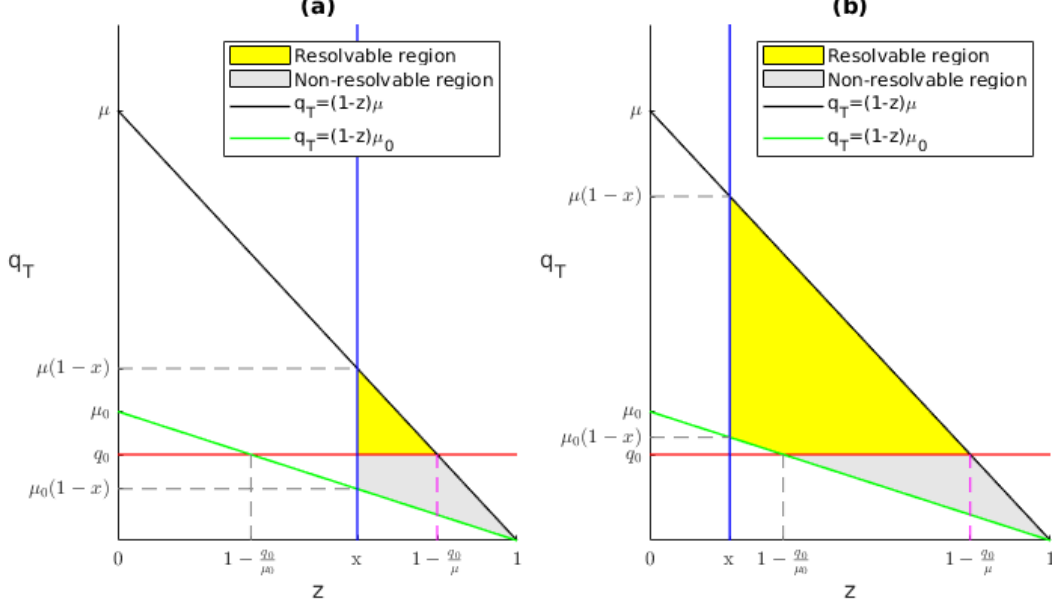 (a)
Resolvable region
Non-resolvable region
q_T=(1-z)μ
q_T=(1-z)μ_0
μ
q_T
μ(1 − x)
μ_0
q_0
μ_0(1 − x)
0
1 − q_0/μ_0
x
1 − q_0/μ
1
z
(b)
Resolvable region
Non-resolvable region
q_T=(1-z)μ
q_T=(1-z)μ_0
μ
μ(1 − x)
q_T
μ_0
μ_0(1 − x)
q_0
0
x
1 − q_0/μ_0
1 − q_0/μ
1
z